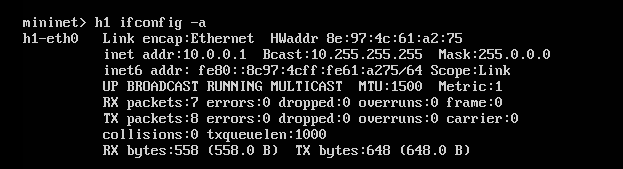 mininet> h1 ifconfig -a
h1-eth0   Link encap:Ethernet  HWaddr 8e:97:4c:61:a2:75
          inet addr:10.0.0.1  Bcast:10.255.255.255  Mask:255.0.0.0
          inet6 addr: fe80::8c97:4cff:fe61:a275/64 Scope:Link
          UP BROADCAST RUNNING MULTICAST  MTU:1500  Metric:1
          RX packets:7 errors:0 dropped:0 overruns:0 frame:0
          TX packets:8 errors:0 dropped:0 overruns:0 carrier:0
          collisions:0 txqueuelen:1000
          RX bytes:558 (558.0 B)  TX bytes:648 (648.0 B)